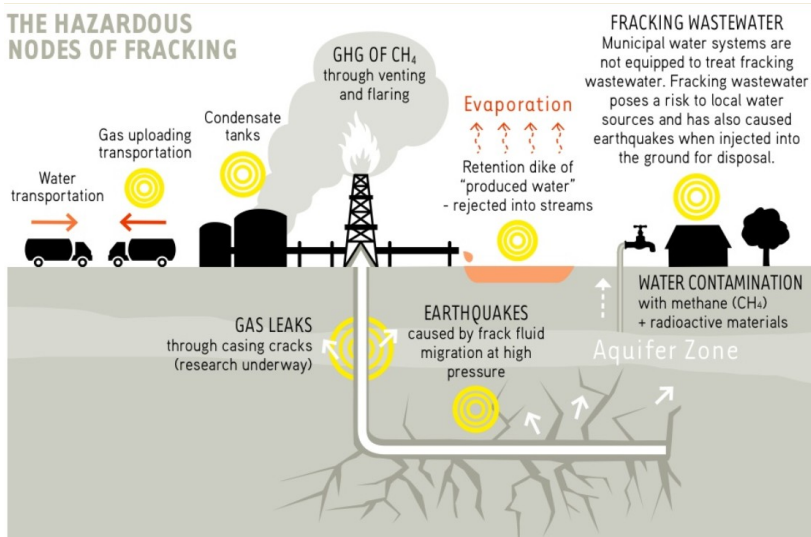 THE HAZARDOUS
NODES OF FRACKING
GHG OF CH₄
through venting
and flaring
FRACKING WASTEWATER
Municipal water systems are
not equipped to treat fracking
wastewater. Fracking wastewater
poses a risk to local water
sources and has also caused
earthquakes when injected into
the ground for disposal.
Condensate
tanks
Evaporation
Gas uploading
transportation
Water
transportation
Retention dike of
"produced water"
- rejected into streams
WATER CONTAMINATION
with methane (CH₄)
+ radioactive materials
GAS LEAKS
through casing cracks
(research underway)
EARTHQUAKES
caused by frack fluid
migration at high
pressure
Aquifer Zone